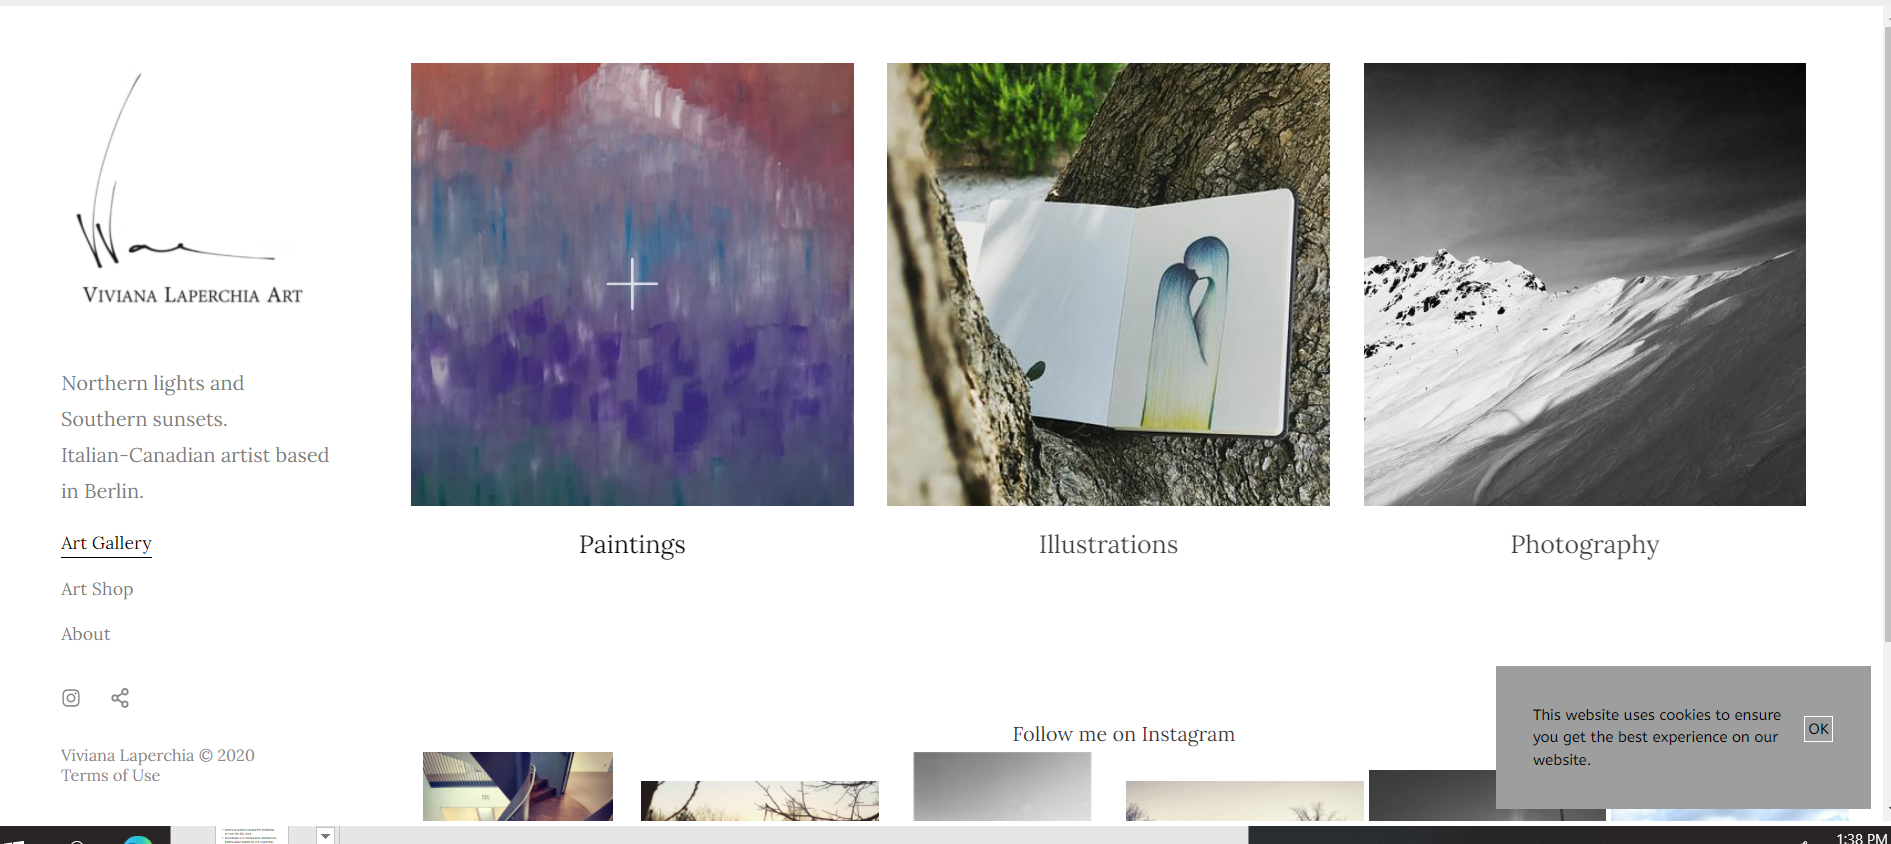 VIVIANA LAPERCHIA ART
Northern lights and
Southern sunsets.
Italian-Canadian artist based
in Berlin.
Art Gallery
Art Shop
About
Viviana Laperchia © 2020
Terms of Use
Paintings
Illustrations
Photography
Follow me on Instagram
This website uses cookies to ensure
you get the best experience on our
website.
OK
1:38 PM